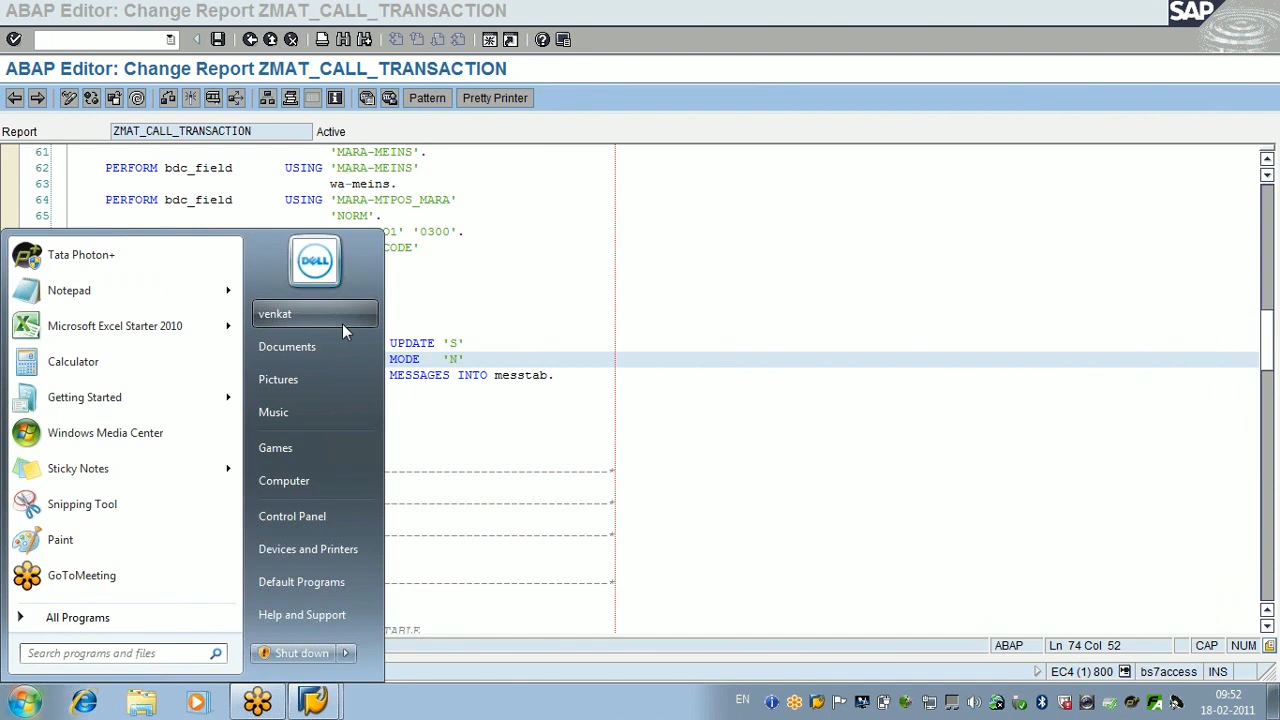 ABAP Editor: Change Report ZMAT_CALL_TRANSACTION
SAP
ABAP Editor: Change Report ZMAT_CALL_TRANSACTION
Pattern
Pretty Printer
Report
ZMAT_CALL_TRANSACTION
Active
61 'MARA-MEINS'.
62 PERFORM bdc_field USING 'MARA-MEINS'
63 wa-meins.
64 PERFORM bdc_field USING 'MARA-MTPOS_MARA'
65 'NORM'.
01' '0300'.
CODE'
UPDATE 'S'
MODE 'N'
MESSAGES INTO messtab.
TABLE
Tata Photon+
Notepad
Microsoft Excel Starter 2010
Calculator
Getting Started
Windows Media Center
Sticky Notes
Snipping Tool
Paint
GoToMeeting
All Programs
Search programs and files
DELL
venkat
Documents
Pictures
Music
Games
Computer
Control Panel
Devices and Printers
Default Programs
Help and Support
Shut down
ABAP
Ln 74 Col 52
CAP
NUM
EC4 (1) 800
bs7access
INS
EN
09:52
18-02-2011